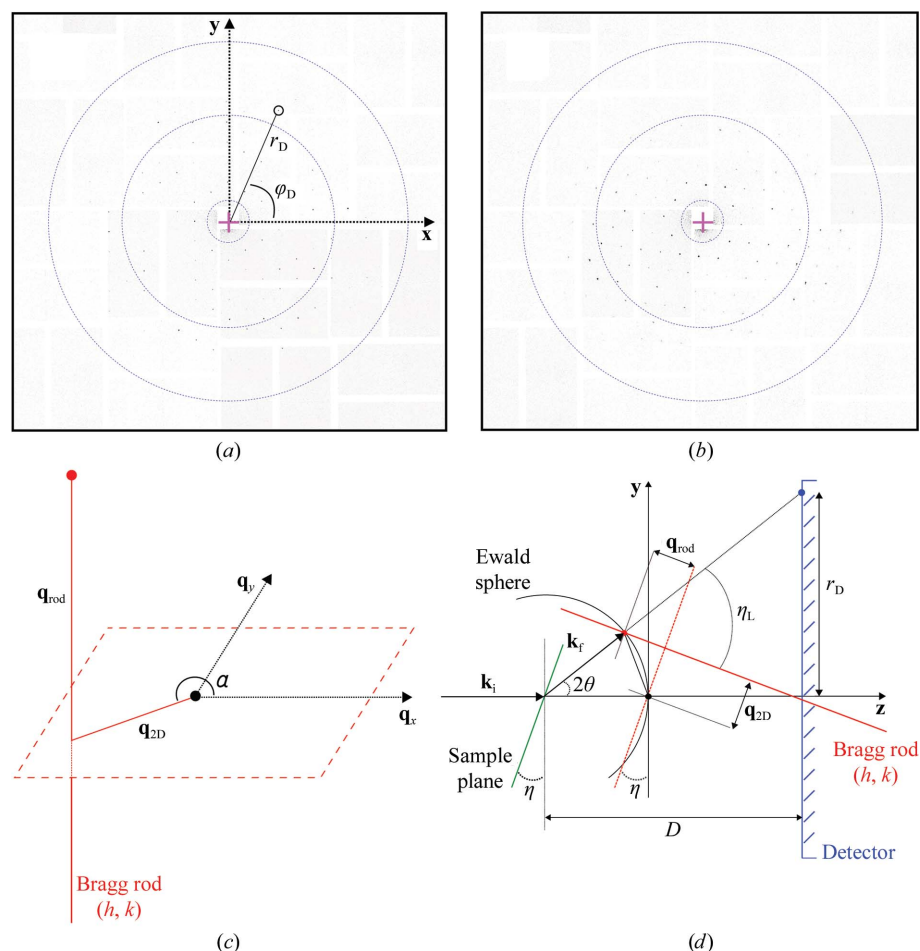 y
r_D
φ_D
x
(a)
(b)
q_rod
q_y
α
q_x
q_2D
Bragg rod
(h, k)
(c)
y
q_rod
Ewald
sphere
r_D
η_L
k_f
k_i
2θ
z
q_2D
Sample
plane
Bragg rod
(h, k)
η
η
D
Detector
(d)